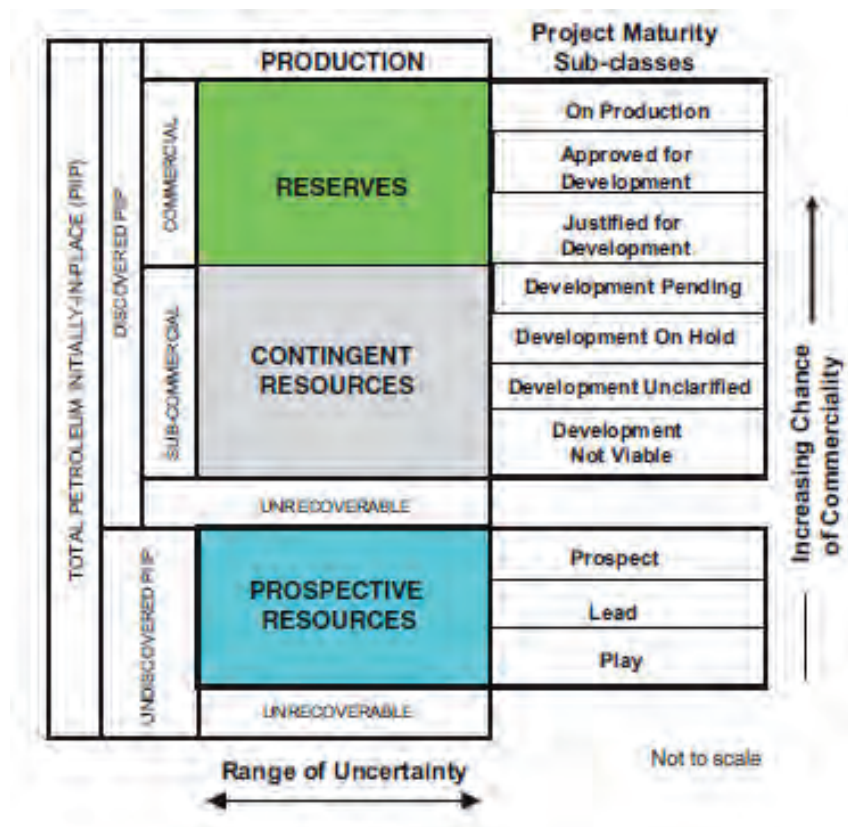 Project Maturity
Sub-classes
PRODUCTION
TOTAL PETROLEUM INITIALLY-IN-PLACE (PIIP)
DISCOVERED PIIP
COMMERCIAL
RESERVES
On Production
Approved for
Development
Justified for
Development
SUB-COMMERCIAL
CONTINGENT
RESOURCES
Development Pending
Development On Hold
Development Unclarified
Development
Not Viable
UNRECOVERABLE
UNDISCOVERED PIIP
PROSPECTIVE
RESOURCES
Prospect
Lead
Play
UNRECOVERABLE
Increasing Chance
of Commerciality
Range of Uncertainty
Not to scale